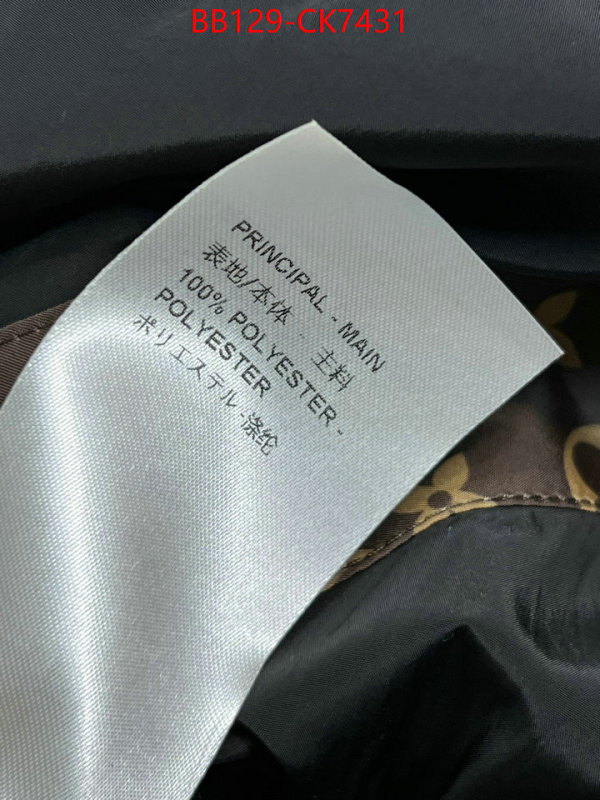 BB129-CK7431
PRINCIPAL - MAIN
表地/本体 - 主料
100% POLYESTER -
POLYESTER
ポリエステル-涤纶